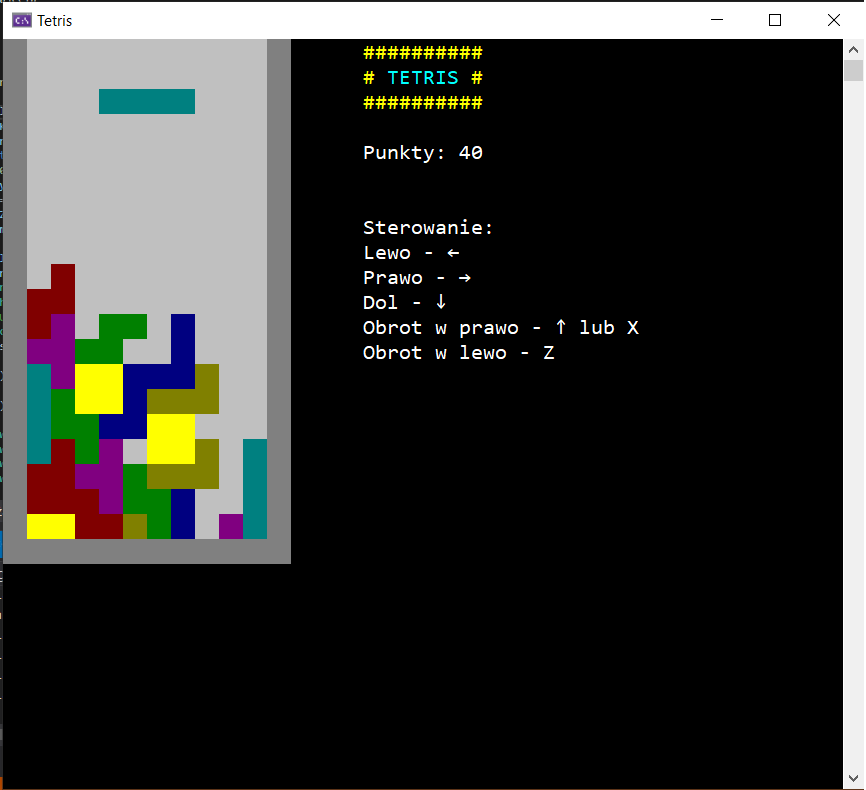 Tetris
##########
# TETRIS #
##########
Punkty: 40
Sterowanie:
Lewo - ←
Prawo - →
Dol - ↓
Obrot w prawo - ↑ lub X
Obrot w lewo - Z